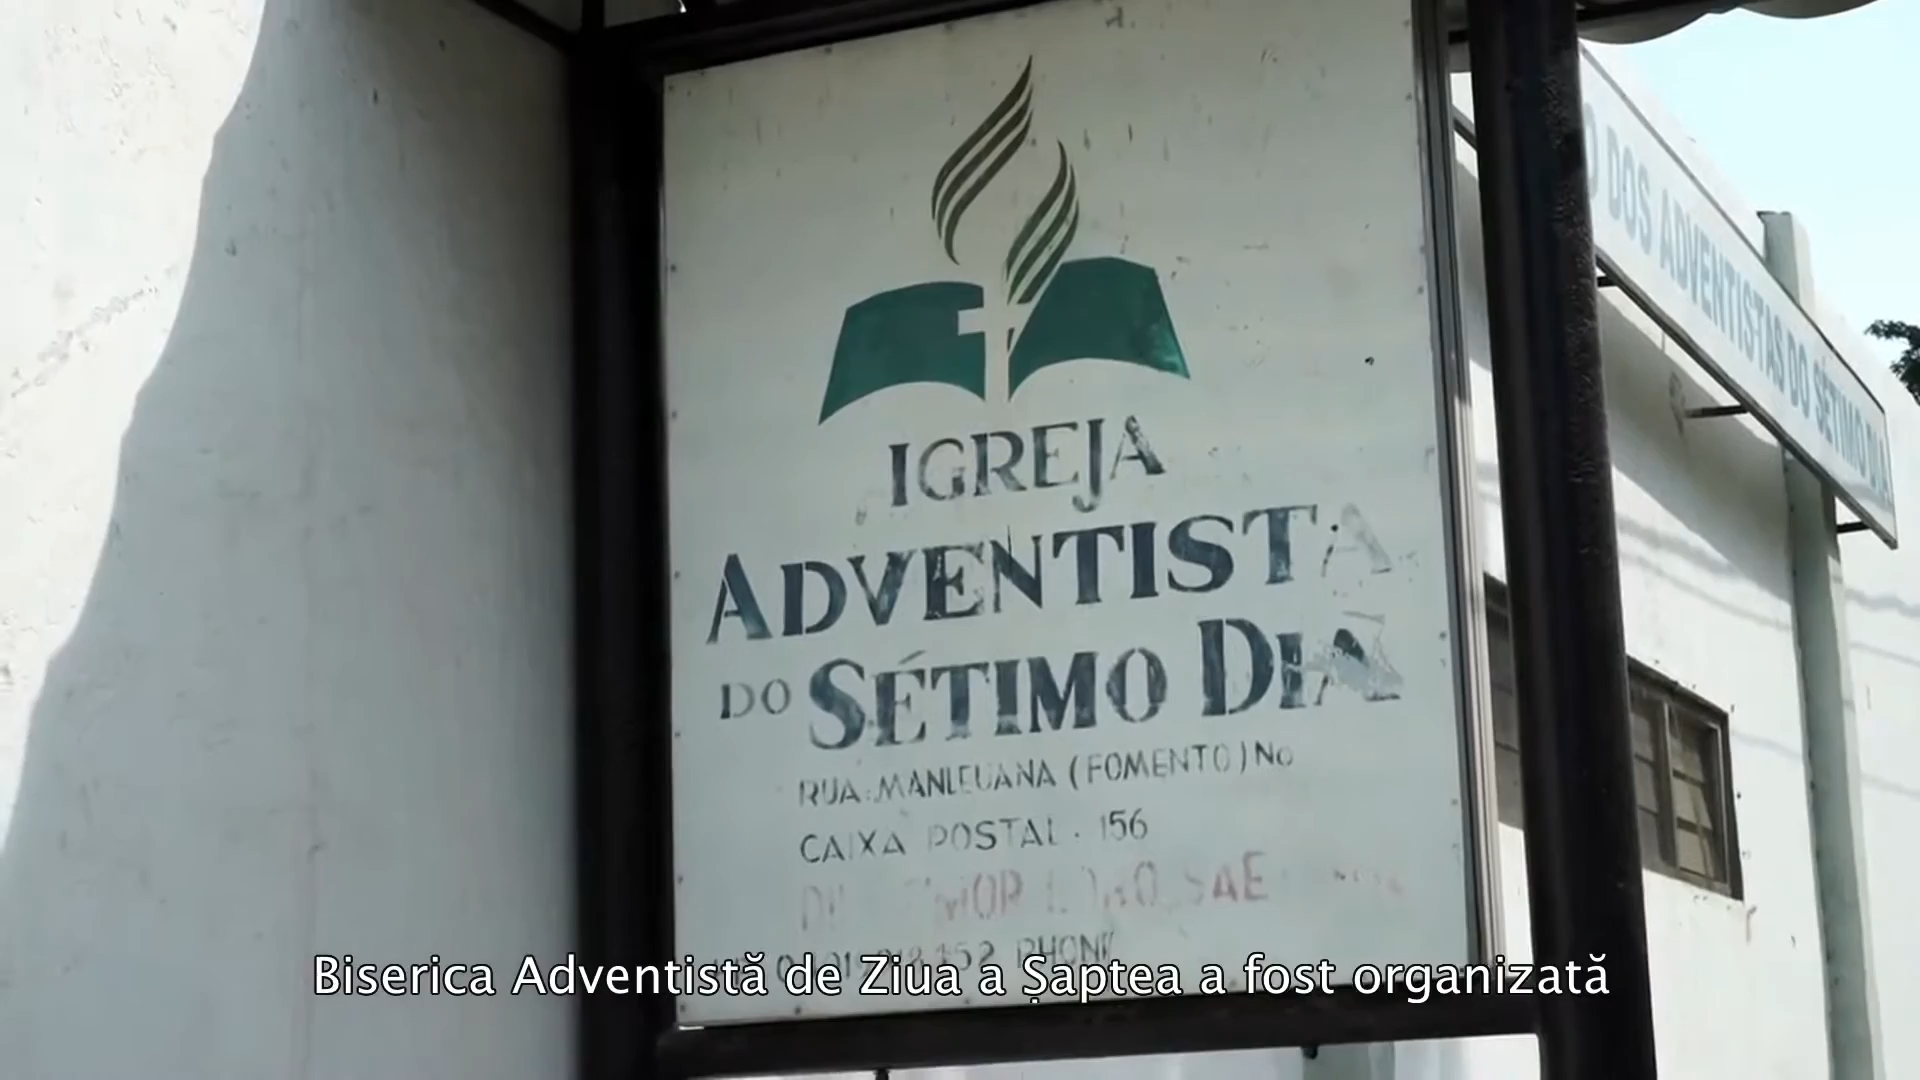 IGREJA
ADVENTISTA
DO SÉTIMO DIA
RUA. MANLEUANA (FOMENTO) No
CAIXA POSTAL. 156
PHONE
DOS ADVENTISTAS DO SÉTIMO DIA
Biserica Adventistă de Ziua a Șaptea a fost organizată